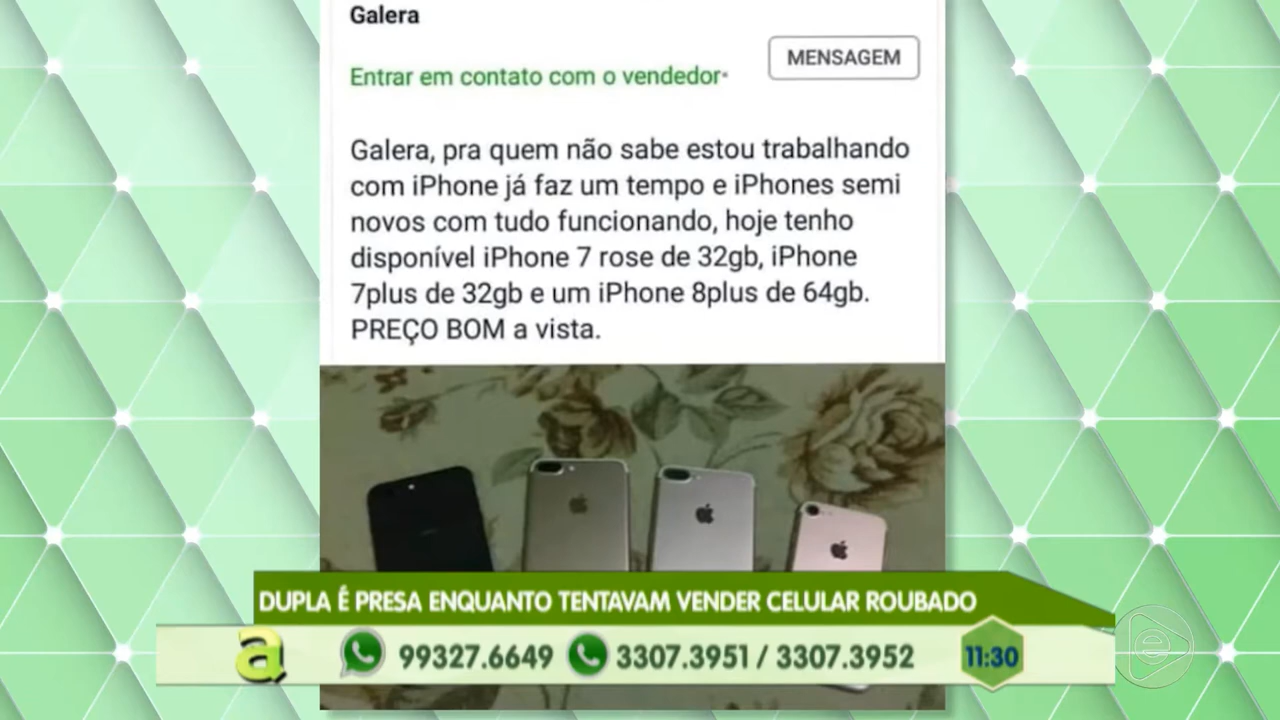 Galera
MENSAGEM
Entrar em contato com o vendedor
Galera, pra quem não sabe estou trabalhando
com iPhone já faz um tempo e iPhones semi
novos com tudo funcionando, hoje tenho
disponível iPhone 7 rose de 32gb, iPhone
7plus de 32gb e um iPhone 8plus de 64gb.
PREÇO BOM a vista.
DUPLA É PRESA ENQUANTO TENTAVAM VENDER CELULAR ROUBADO
a 99327.6649 3307.3951 / 3307.3952 11:30
e